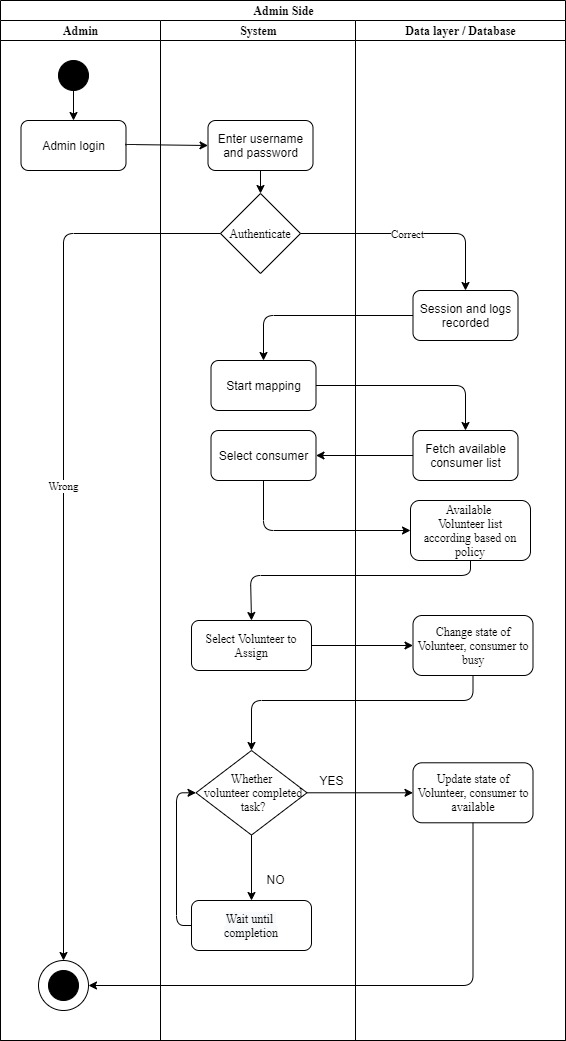 Admin Side
Admin
System
Data layer / Database
Admin login
Enter username
and password
Authenticate
Correct
Session and logs
recorded
Start mapping
Fetch available
consumer list
Select consumer
Wrong
Available
Volunteer list
according based on
policy
Select Volunteer to
Assign
Change state of
Volunteer, consumer to
busy
Whether
volunteer completed
task?
YES
Update state of
Volunteer, consumer to
available
NO
Wait until
completion